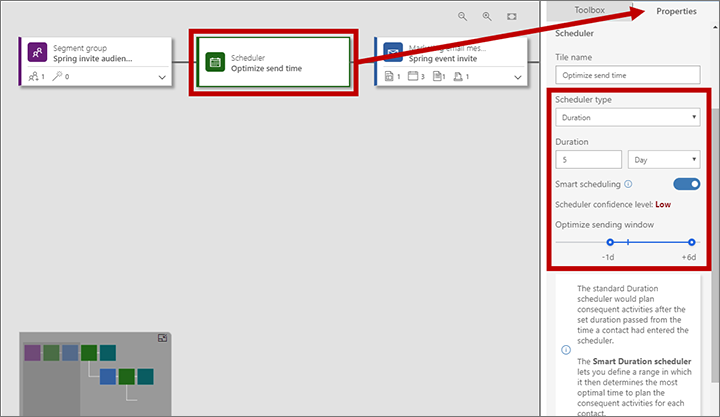 Toolbox
Properties
Segment group
Spring invite audien...
1 0
Scheduler
Optimize send time
Marketing email mes...
Spring event invite
1 3 1 1
Scheduler
Tile name
Optimize send time
Scheduler type
Duration
Duration
5 Day
Smart scheduling
Scheduler confidence level: Low
Optimize sending window
-1d +6d
The standard Duration
scheduler would plan
consequent activities after the
set duration passed from the
time a contact had entered the
scheduler.
The Smart Duration scheduler
lets you define a range in which
it then determines the most
optimal time to plan the
consequent activities for each
contact.